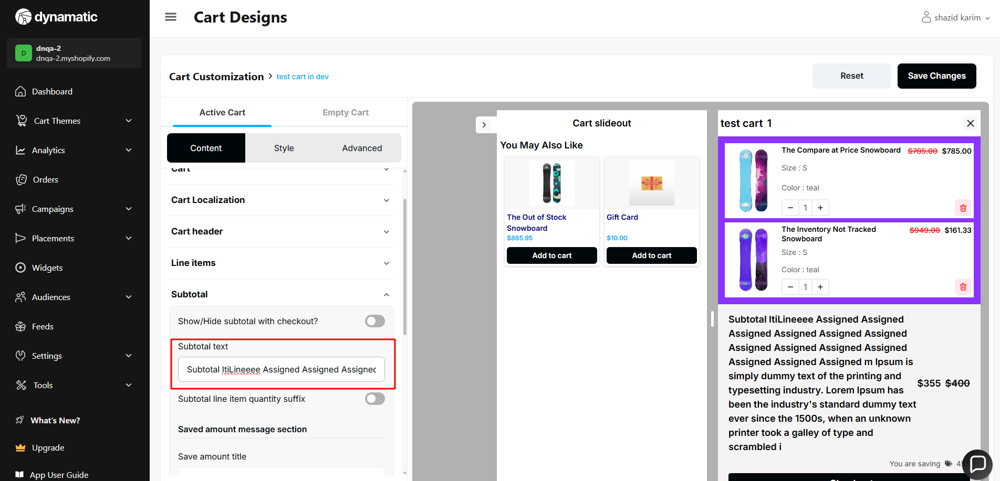 dynamatic
Cart Designs
shazid karim
D
dnqa-2
dnqa-2.myshopify.com
Dashboard
Cart Themes
Analytics
Orders
Campaigns
Placements
Widgets
Audiences
Feeds
Settings
Tools
What's New?
Upgrade
App User Guide
Cart Customization > test cart in dev
Reset
Save Changes
Active Cart
Empty Cart
Content
Style
Advanced
Cart
Cart Localization
Cart header
Line items
Subtotal
Show/Hide subtotal with checkout?
Subtotal text
Subtotal ltiLineeee Assigned Assigned Assigned
Subtotal line item quantity suffix
Saved amount message section
Save amount title
Cart slideout
You May Also Like
The Out of Stock
Snowboard
$885.95
Add to cart
Gift Card
$10.00
Add to cart
test cart 1
The Compare at Price Snowboard $785.00 $785.00
Size : S
Color : teal
− 1 +
The Inventory Not Tracked
Snowboard
$949.00 $161.33
Size : S
Color : teal
− 1 +
Subtotal ltiLineeee Assigned Assigned
Assigned Assigned Assigned Assigned
Assigned Assigned Assigned Assigned
Assigned Assigned Assigned m Ipsum is
simply dummy text of the printing and
typesetting industry. Lorem Ipsum has
been the industry's standard dummy text
ever since the 1500s, when an unknown
printer took a galley of type and
scrambled i
$355 $400
You are saving